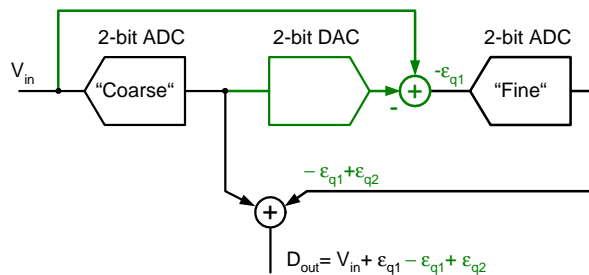 2-bit ADC 2-bit DAC 2-bit ADC
V_in
-ε_q1
"Coarse" + "Fine"
-
− ε_q1+ε_q2
+
D_out= V_in+ ε_q1 − ε_q1+ ε_q2